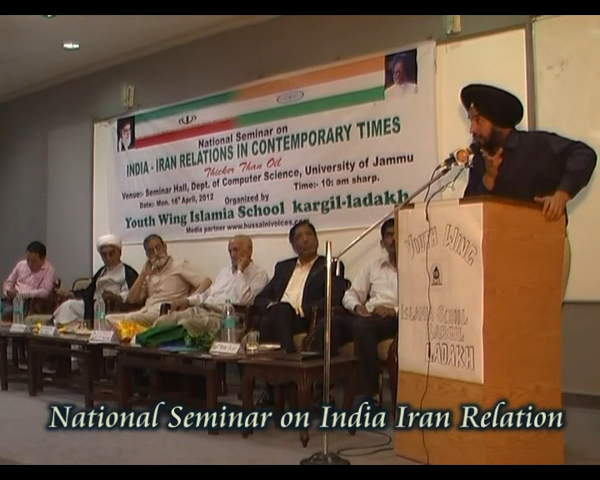 National Seminar on
INDIA - IRAN RELATIONS IN CONTEMPORARY TIMES
Thicker Than Oil
Venue:- Seminar Hall, Dept. of Computer Science, University of Jammu
Date:- Mon. 16th April, 2012
Time:- 10: am sharp.
Organized by
Youth Wing Islamia School kargil-ladakh
Media partner www.hussainivoices.com
YOUTH WING
ISLAMIA SCHOOL
KARGIL
LADAKH
National Seminar on India Iran Relation